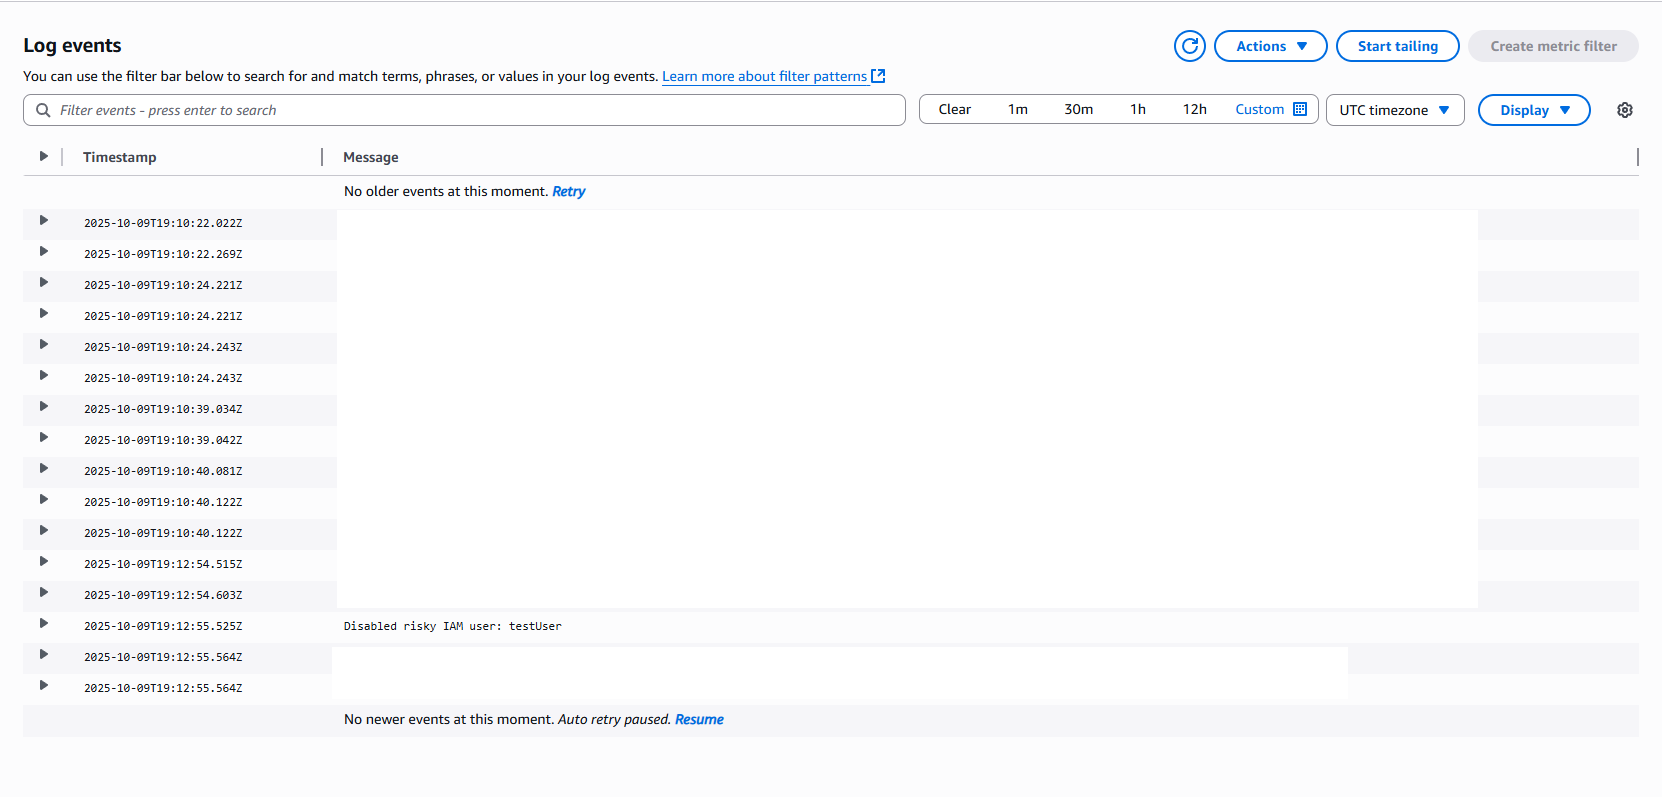 Log events
Actions
Start tailing
Create metric filter
You can use the filter bar below to search for and match terms, phrases, or values in your log events. Learn more about filter patterns
Filter events - press enter to search
Clear 1m 30m 1h 12h Custom
UTC timezone
Display
Timestamp Message
No older events at this moment. Retry
2025-10-09T19:10:22.022Z
2025-10-09T19:10:22.269Z
2025-10-09T19:10:24.221Z
2025-10-09T19:10:24.221Z
2025-10-09T19:10:24.243Z
2025-10-09T19:10:24.243Z
2025-10-09T19:10:39.034Z
2025-10-09T19:10:39.042Z
2025-10-09T19:10:40.081Z
2025-10-09T19:10:40.122Z
2025-10-09T19:10:40.122Z
2025-10-09T19:12:54.515Z
2025-10-09T19:12:54.603Z
2025-10-09T19:12:55.525Z Disabled risky IAM user: testUser
2025-10-09T19:12:55.564Z
2025-10-09T19:12:55.564Z
No newer events at this moment. Auto retry paused. Resume